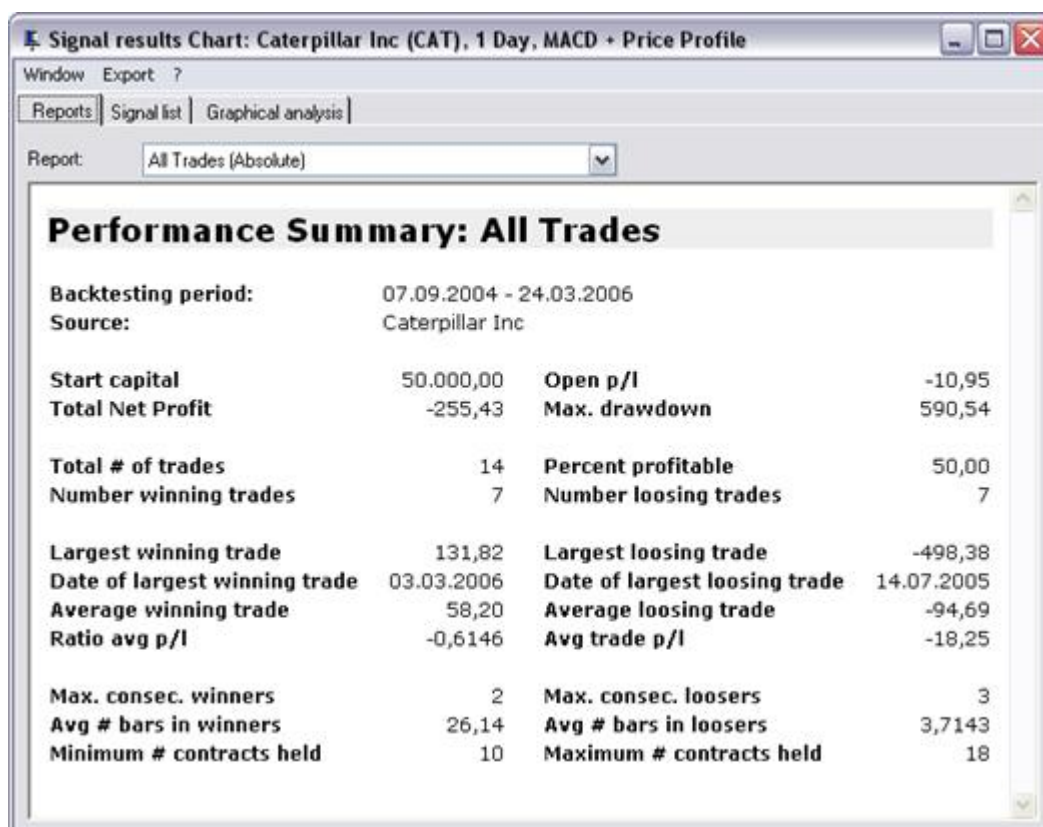 Signal results Chart: Caterpillar Inc (CAT), 1 Day, MACD + Price Profile
Window Export ?
Reports Signal list Graphical analysis
Report: All Trades (Absolute)
Performance Summary: All Trades
Backtesting period: 07.09.2004 - 24.03.2006
Source: Caterpillar Inc
Start capital 50.000,00 Open p/l -10,95
Total Net Profit -255,43 Max. drawdown 590,54
Total # of trades 14 Percent profitable 50,00
Number winning trades 7 Number loosing trades 7
Largest winning trade 131,82 Largest loosing trade -498,38
Date of largest winning trade 03.03.2006 Date of largest loosing trade 14.07.2005
Average winning trade 58,20 Average loosing trade -94,69
Ratio avg p/l -0,6146 Avg trade p/l -18,25
Max. consec. winners 2 Max. consec. loosers 3
Avg # bars in winners 26,14 Avg # bars in loosers 3,7143
Minimum # contracts held 10 Maximum # contracts held 18